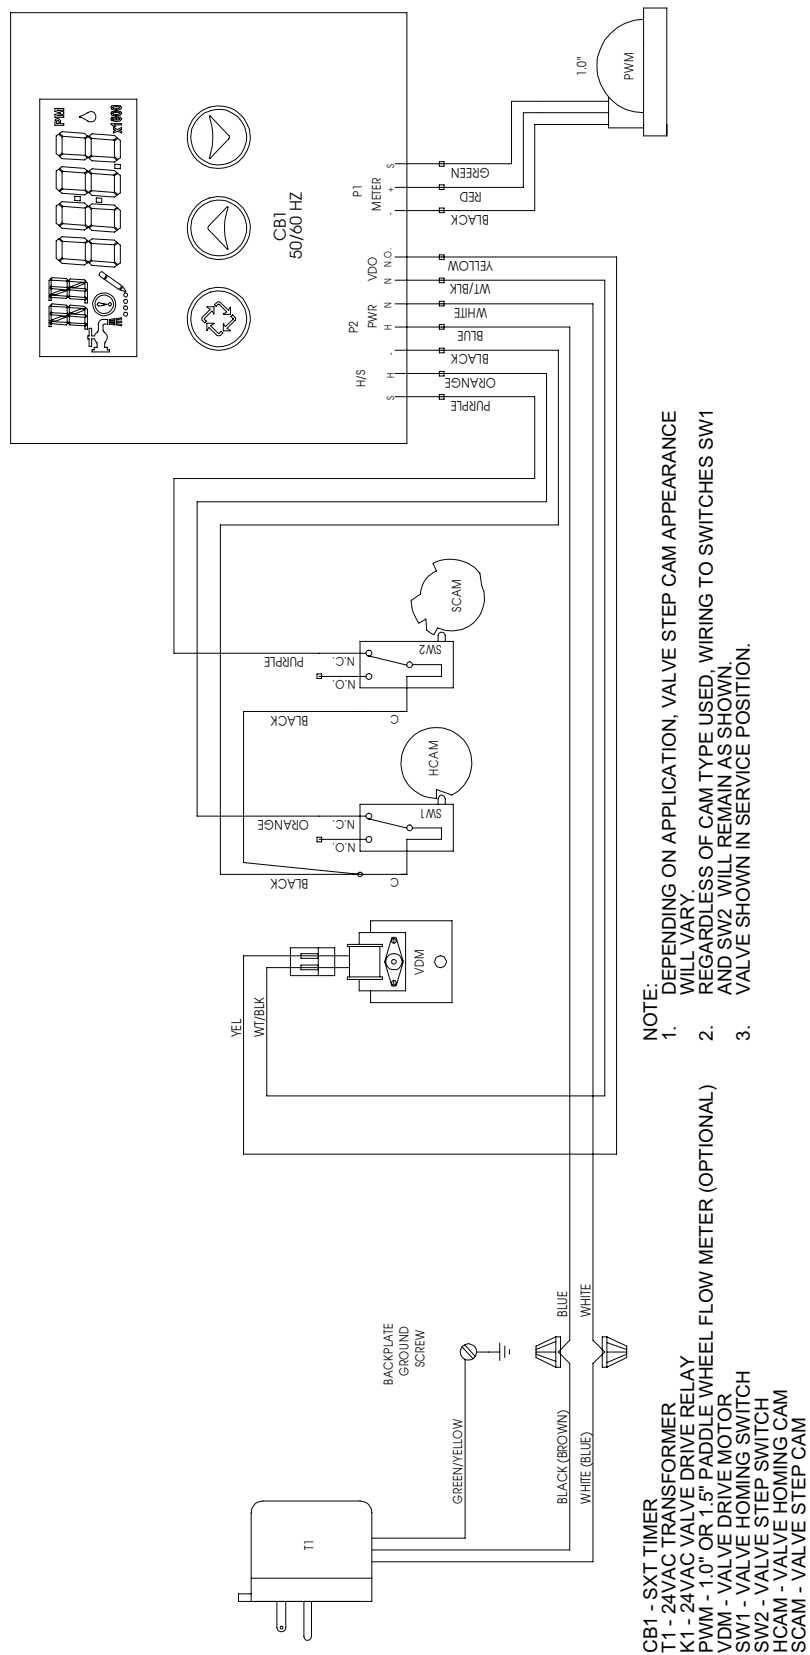 PM
x1000
CB1
50/60 HZ
P1
METER
S
+
-
GREEN
RED
BLACK
1.0"
PWM
P2
VDO
N.O.
N
PWR
N
H
H/S
-
H
S
YELLOW
WT/BLK
WHITE
BLUE
BLACK
ORANGE
PURPLE
SCAM
SW2
PURPLE
N.C.
N.O.
BLACK
C
HCAM
SW1
ORANGE
N.C.
N.O.
BLACK
C
VDM
YEL
WT/BLK
BACKPLATE
GROUND
SCREW
GREEN/YELLOW
BLUE
WHITE
BLACK (BROWN)
WHITE (BLUE)
T1
CB1 - SXT TIMER
T1 - 24VAC TRANSFORMER
K1 - 24VAC VALVE DRIVE RELAY
PWM - 1.0" OR 1.5" PADDLE WHEEL FLOW METER (OPTIONAL)
VDM - VALVE DRIVE MOTOR
SW1 - VALVE HOMING SWITCH
SW2 - VALVE STEP SWITCH
HCAM - VALVE HOMING CAM
SCAM - VALVE STEP CAM
NOTE:
1. DEPENDING ON APPLICATION, VALVE STEP CAM APPEARANCE
WILL VARY.
2. REGARDLESS OF CAM TYPE USED, WIRING TO SWITCHES SW1
AND SW2 WILL REMAIN AS SHOWN.
3. VALVE SHOWN IN SERVICE POSITION.